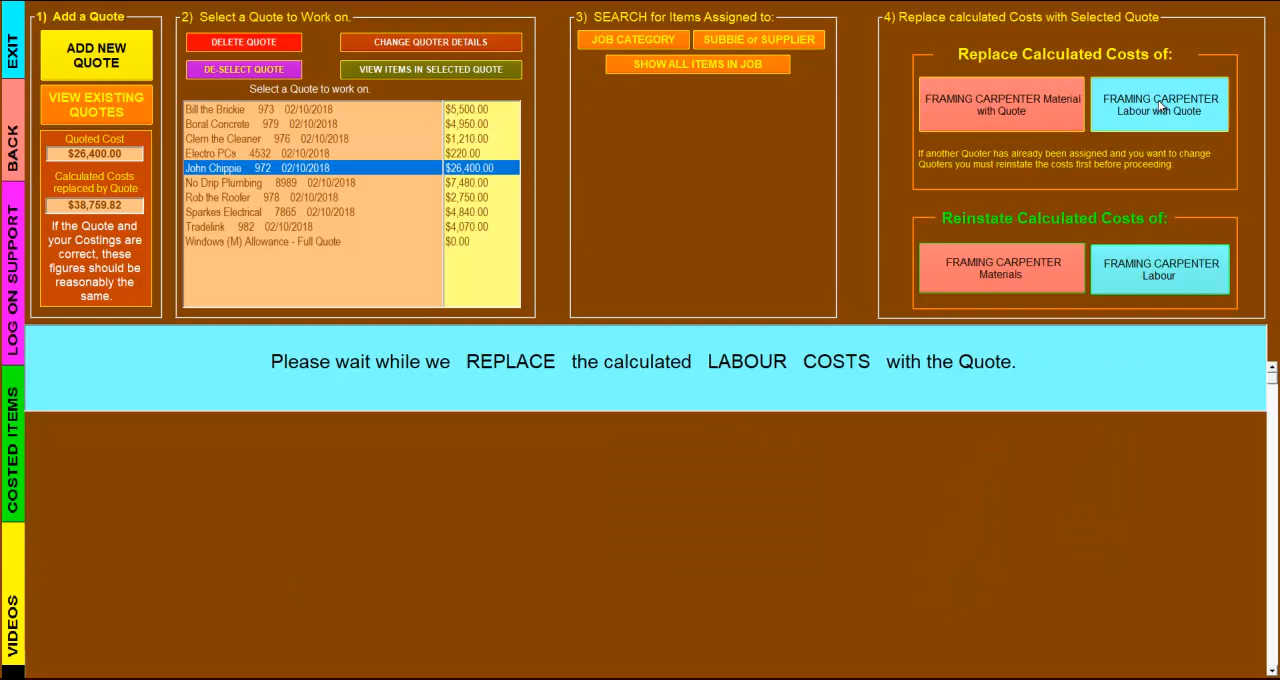 EXIT
BACK
LOG ON SUPPORT
COSTED ITEMS
VIDEOS
1) Add a Quote
ADD NEW
QUOTE
VIEW EXISTING
QUOTES
Quoted Cost
$26,400.00
Calculated Costs
replaced by Quote
$38,759.82
If the Quote and
your Costings are
correct, these
figures should be
reasonably the
same.
2) Select a Quote to Work on.
DELETE QUOTE
CHANGE QUOTER DETAILS
DE-SELECT QUOTE
VIEW ITEMS IN SELECTED QUOTE
Select a Quote to work on.
Bill the Brickie 973 02/10/2018 $5,500.00
Boral Concrete 979 02/10/2018 $4,950.00
Clem the Cleaner 976 02/10/2018 $1,210.00
Electro PCs 4532 02/10/2018 $220.00
John Chippie 972 02/10/2018 $26,400.00
No Drip Plumbing 8989 02/10/2018 $7,480.00
Rob the Roofer 978 02/10/2018 $2,750.00
Sparkes Electrical 7865 02/10/2018 $4,840.00
Tradelink 982 02/10/2018 $4,070.00
Windows (M) Allowance - Full Quote $0.00
3) SEARCH for Items Assigned to:
JOB CATEGORY
SUBBIE or SUPPLIER
SHOW ALL ITEMS IN JOB
4) Replace calculated Costs with Selected Quote
Replace Calculated Costs of:
FRAMING CARPENTER Material
with Quote
FRAMING CARPENTER
Labour with Quote
If another Quoter has already been assigned and you want to change
Quoters you must reinstate the costs first before proceeding.
Reinstate Calculated Costs of:
FRAMING CARPENTER
Materials
FRAMING CARPENTER
Labour
Please wait while we REPLACE the calculated LABOUR COSTS with the Quote.